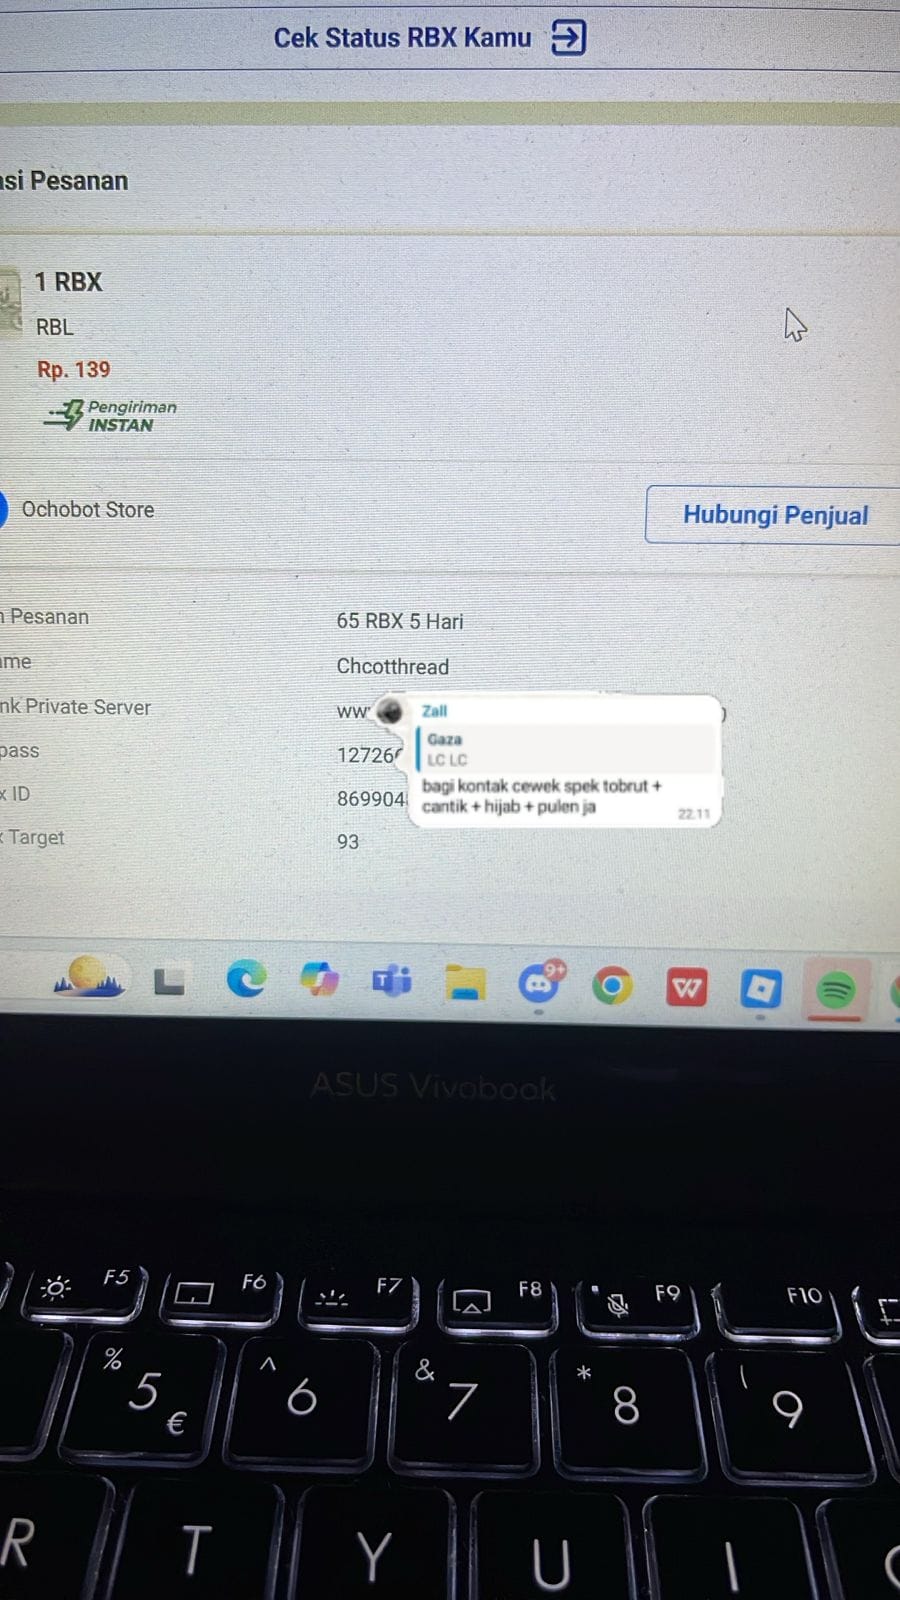 Cek Status RBX Kamu
si Pesanan
1 RBX
RBL
Rp. 139
Pengiriman
INSTAN
Ochobot Store
Hubungi Penjual
Pesanan
65 RBX 5 Hari
me
Chcotthread
nk Private Server
ww
pass
12726
x ID
869904
Target
93
Zall
Gaza
LC LC
bagi kontak cewek spek tobrut +
cantik + hijab + pulen ja
22.11
9+
ASUS Vivobook
F5
F6
F7
F8
F9
F10
% 5 €
^ 6
& 7
* 8
( 9
R
T
Y
U
I